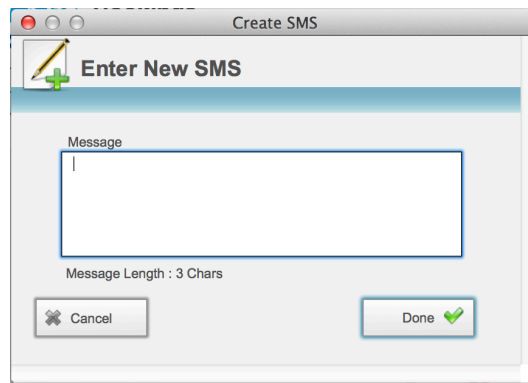 Create SMS
Enter New SMS
Message
Message Length : 3 Chars
Cancel
Done